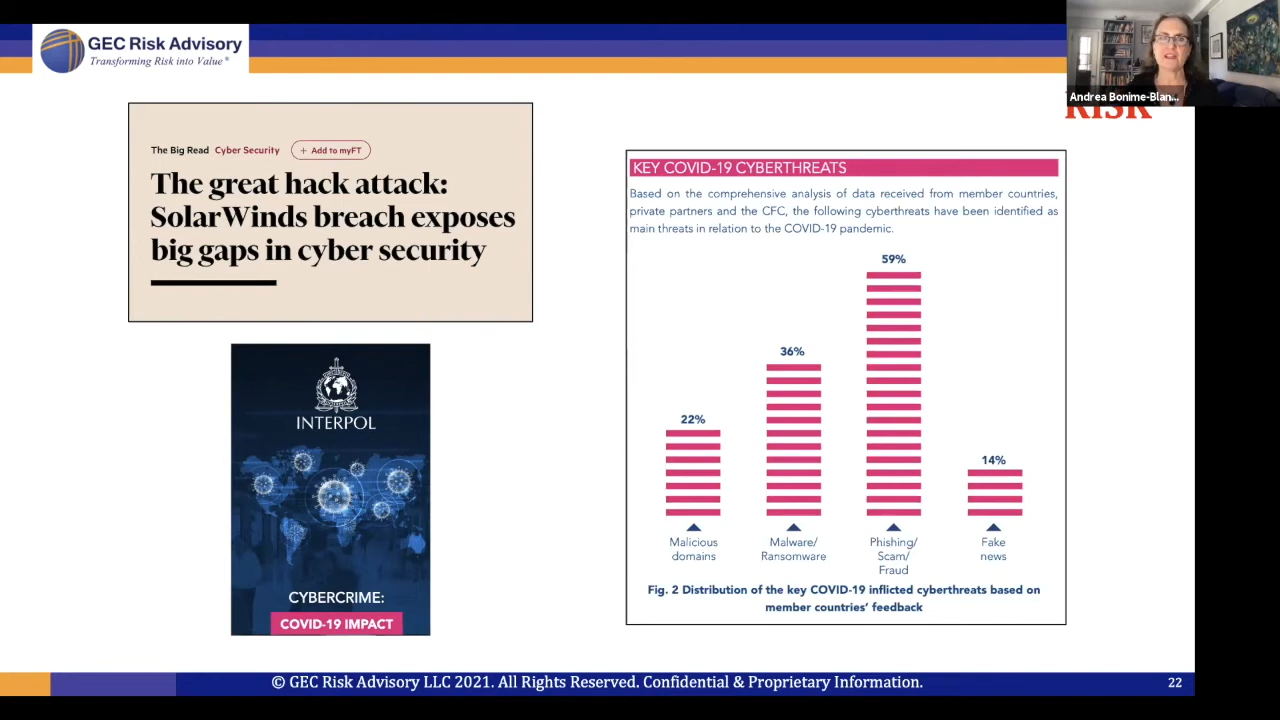 GEC Risk Advisory
Transforming Risk into Value®
Andrea Bonime-Blan...
RISK
The Big Read Cyber Security + Add to myFT
The great hack attack:
SolarWinds breach exposes
big gaps in cyber security
INTERPOL
CYBERCRIME:
COVID-19 IMPACT
KEY COVID-19 CYBERTHREATS
Based on the comprehensive analysis of data received from member countries,
private partners and the CFC, the following cyberthreats have been identified as
main threats in relation to the COVID-19 pandemic.
59%
36%
22%
14%
Malicious
domains
Malware/
Ransomware
Phishing/
Scam/
Fraud
Fake
news
Fig. 2 Distribution of the key COVID-19 inflicted cyberthreats based on
member countries’ feedback
© GEC Risk Advisory LLC 2021. All Rights Reserved. Confidential & Proprietary Information.
22